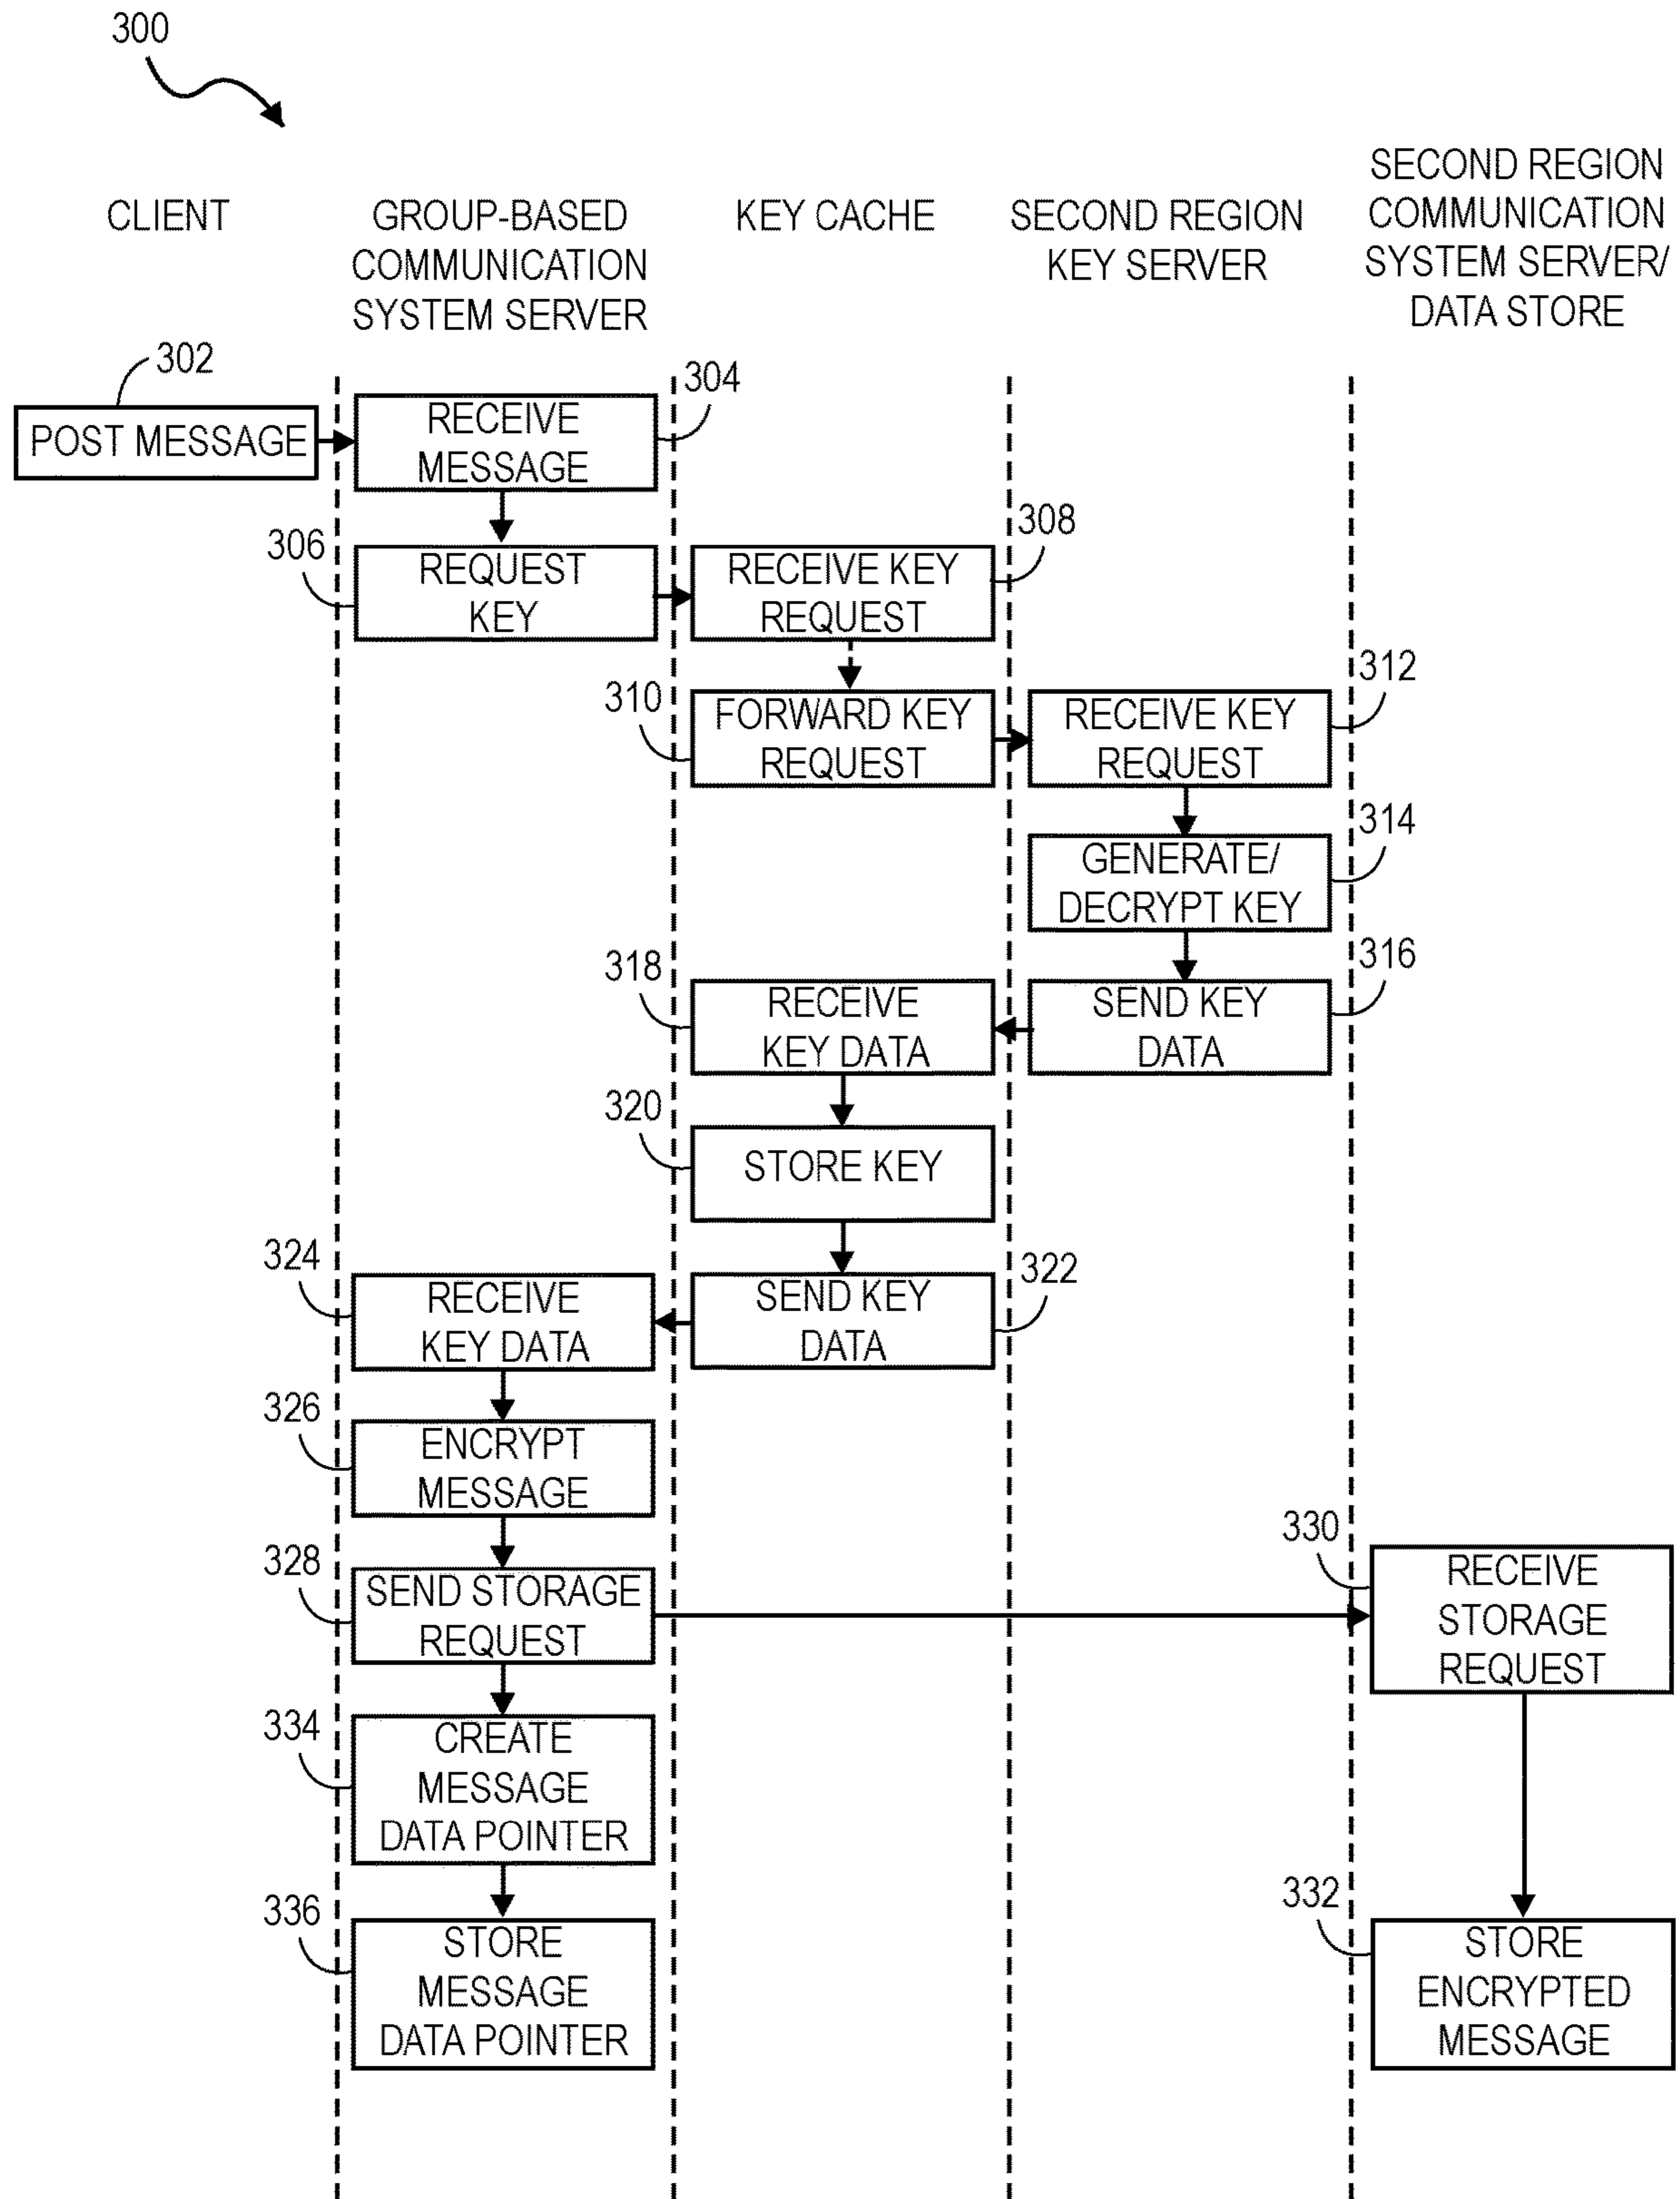 300
CLIENT
GROUP-BASED
COMMUNICATION
SYSTEM SERVER
KEY CACHE
SECOND REGION
KEY SERVER
SECOND REGION
COMMUNICATION
SYSTEM SERVER/
DATA STORE
302
POST MESSAGE
304
RECEIVE
MESSAGE
306
REQUEST
KEY
308
RECEIVE KEY
REQUEST
310
FORWARD KEY
REQUEST
312
RECEIVE KEY
REQUEST
314
GENERATE/
DECRYPT KEY
316
SEND KEY
DATA
318
RECEIVE
KEY DATA
320
STORE KEY
322
SEND KEY
DATA
324
RECEIVE
KEY DATA
326
ENCRYPT
MESSAGE
328
SEND STORAGE
REQUEST
330
RECEIVE
STORAGE
REQUEST
334
CREATE
MESSAGE
DATA POINTER
336
STORE
MESSAGE
DATA POINTER
332
STORE
ENCRYPTED
MESSAGE